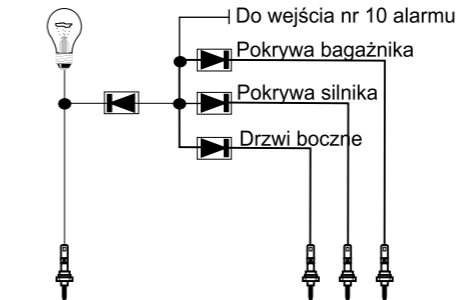 Do wejścia nr 10 alarmu
Pokrywa bagażnika
Pokrywa silnika
Drzwi boczne